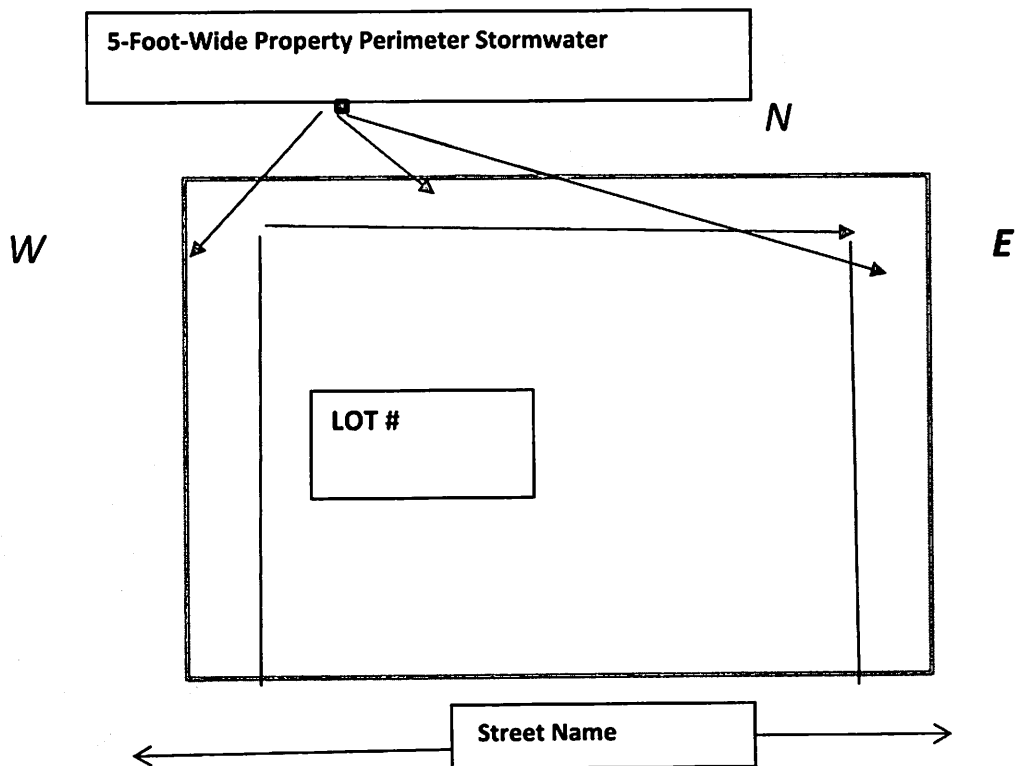 5-Foot-Wide Property Perimeter Stormwater
N
W
E
LOT #
Street Name